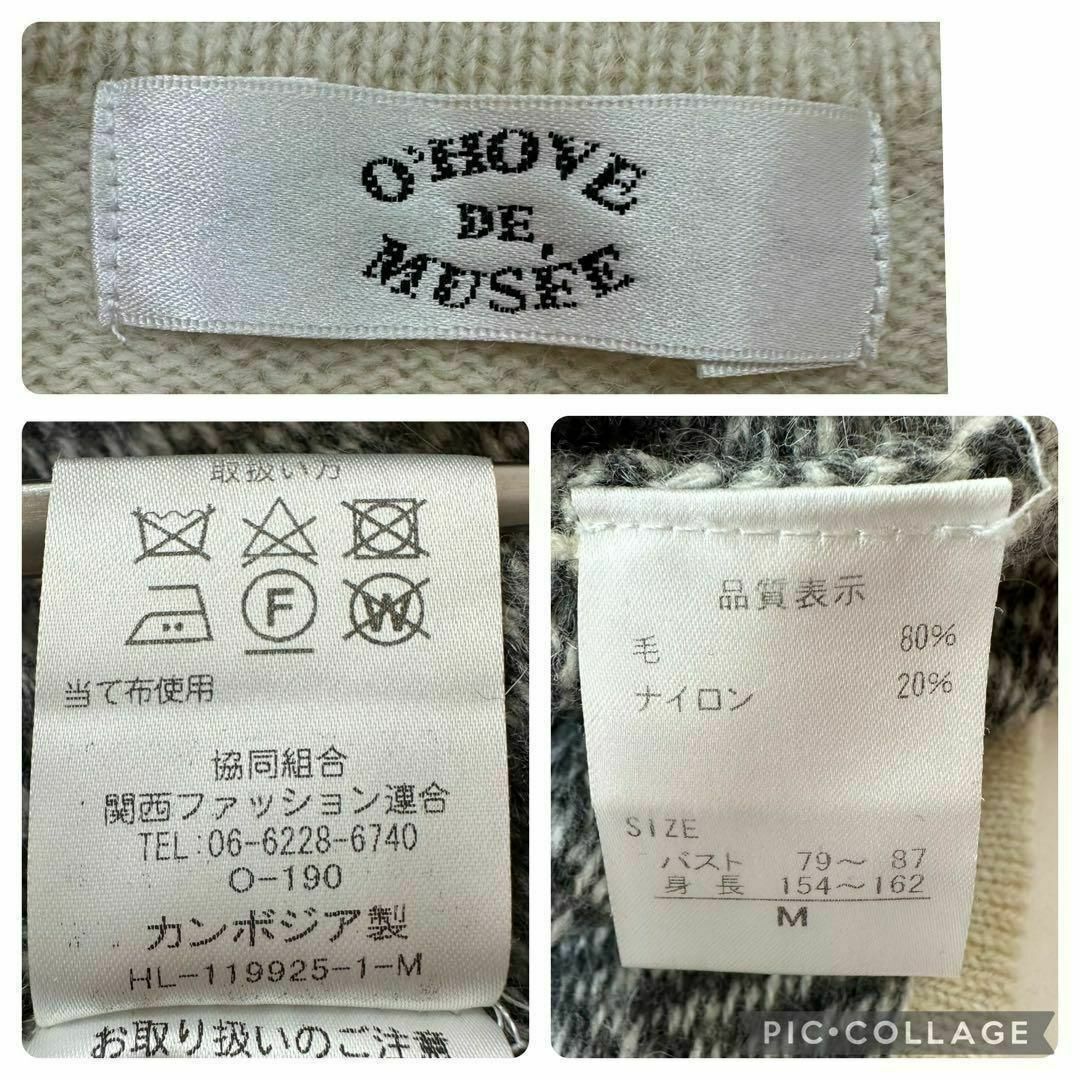 O'HOVE
DE
MUSÉE
取扱い方
F
W
当て布使用
協同組合
関西ファッション連合
TEL:06-6228-6740
O-190
カンボジア製
HL-119925-1-M
お取り扱いのご注意
品質表示
毛 80%
ナイロン 20%
SIZE
バスト 79〜 87
身 長 154〜162
M
PIC•COLLAGE